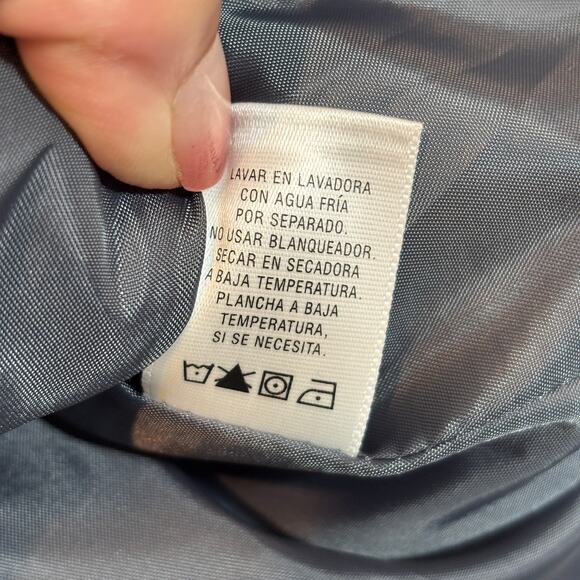 LAVAR EN LAVADORA
CON AGUA FRÍA
POR SEPARADO.
NO USAR BLANQUEADOR.
SECAR EN SECADORA
A BAJA TEMPERATURA.
PLANCHA A BAJA
TEMPERATURA,
SI SE NECESITA.